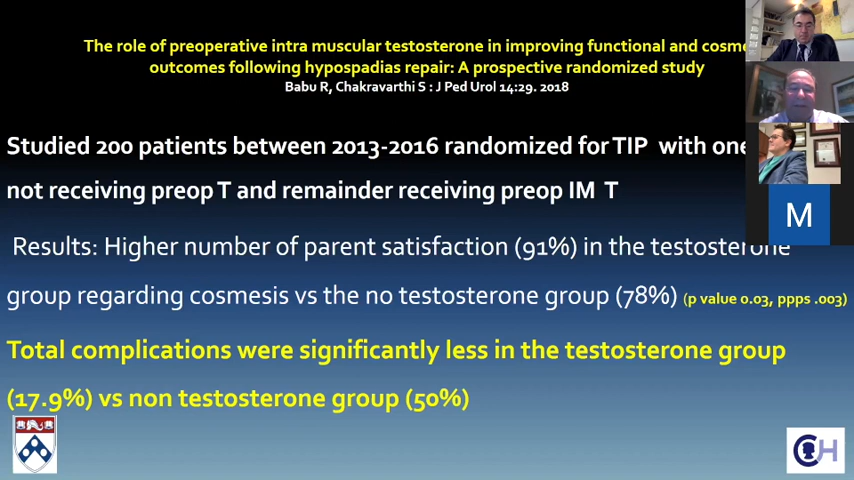 The role of preoperative intra muscular testosterone in improving functional and
outcomes following hypospadias repair: A prospective randomized study
Babu R, Chakravarthi S : J Ped Urol 14:29. 2018
Studied 200 patients between 2013-2016 randomized for TIP with one
not receiving preop T and remainder receiving preop IM T
Results: Higher number of parent satisfaction (91%) in the testosterone
group regarding cosmesis vs the no testosterone group (78%) (p value 0.03, ppps .003)
Total complications were significantly less in the testosterone group
(17.9%) vs non testosterone group (50%)
M
CH